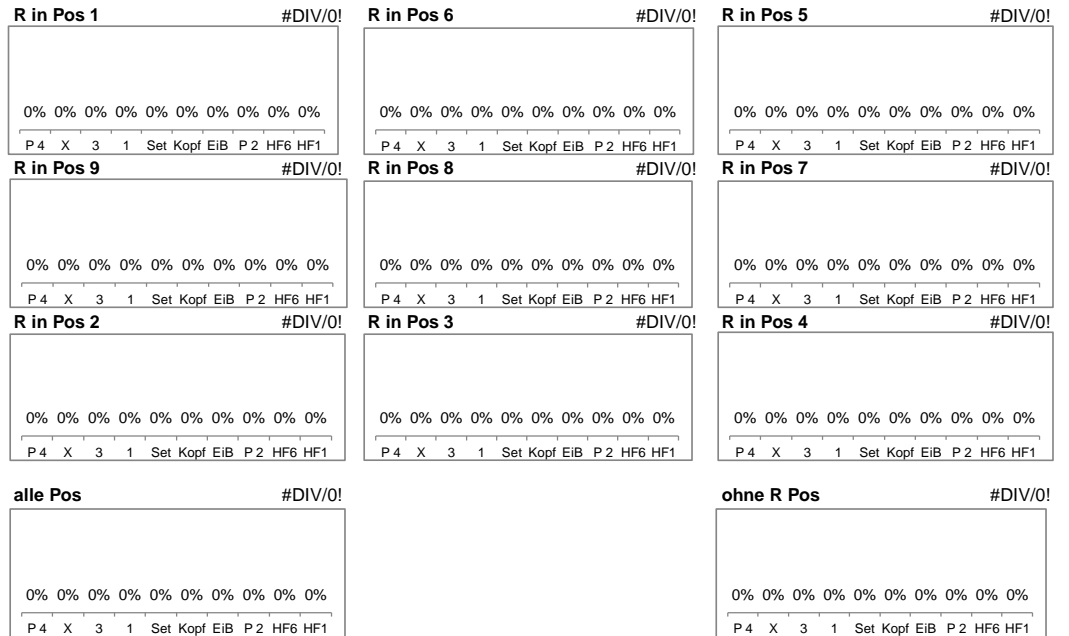 R in Pos 1 #DIV/0! R in Pos 6 #DIV/0! R in Pos 5 #DIV/0!
0% 0% 0% 0% 0% 0% 0% 0% 0% 0% 0% 0% 0% 0% 0% 0% 0% 0% 0% 0% 0% 0% 0% 0% 0% 0% 0% 0% 0% 0%
P 4 X 3 1 Set Kopf EiB P 2 HF6 HF1 P 4 X 3 1 Set Kopf EiB P 2 HF6 HF1 P 4 X 3 1 Set Kopf EiB P 2 HF6 HF1
R in Pos 9 #DIV/0! R in Pos 8 #DIV/0! R in Pos 7 #DIV/0!
0% 0% 0% 0% 0% 0% 0% 0% 0% 0% 0% 0% 0% 0% 0% 0% 0% 0% 0% 0% 0% 0% 0% 0% 0% 0% 0% 0% 0% 0%
P 4 X 3 1 Set Kopf EiB P 2 HF6 HF1 P 4 X 3 1 Set Kopf EiB P 2 HF6 HF1 P 4 X 3 1 Set Kopf EiB P 2 HF6 HF1
R in Pos 2 #DIV/0! R in Pos 3 #DIV/0! R in Pos 4 #DIV/0!
0% 0% 0% 0% 0% 0% 0% 0% 0% 0% 0% 0% 0% 0% 0% 0% 0% 0% 0% 0% 0% 0% 0% 0% 0% 0% 0% 0% 0% 0%
P 4 X 3 1 Set Kopf EiB P 2 HF6 HF1 P 4 X 3 1 Set Kopf EiB P 2 HF6 HF1 P 4 X 3 1 Set Kopf EiB P 2 HF6 HF1
alle Pos #DIV/0! ohne R Pos #DIV/0!
0% 0% 0% 0% 0% 0% 0% 0% 0% 0% 0% 0% 0% 0% 0% 0% 0% 0% 0% 0%
P 4 X 3 1 Set Kopf EiB P 2 HF6 HF1 P 4 X 3 1 Set Kopf EiB P 2 HF6 HF1